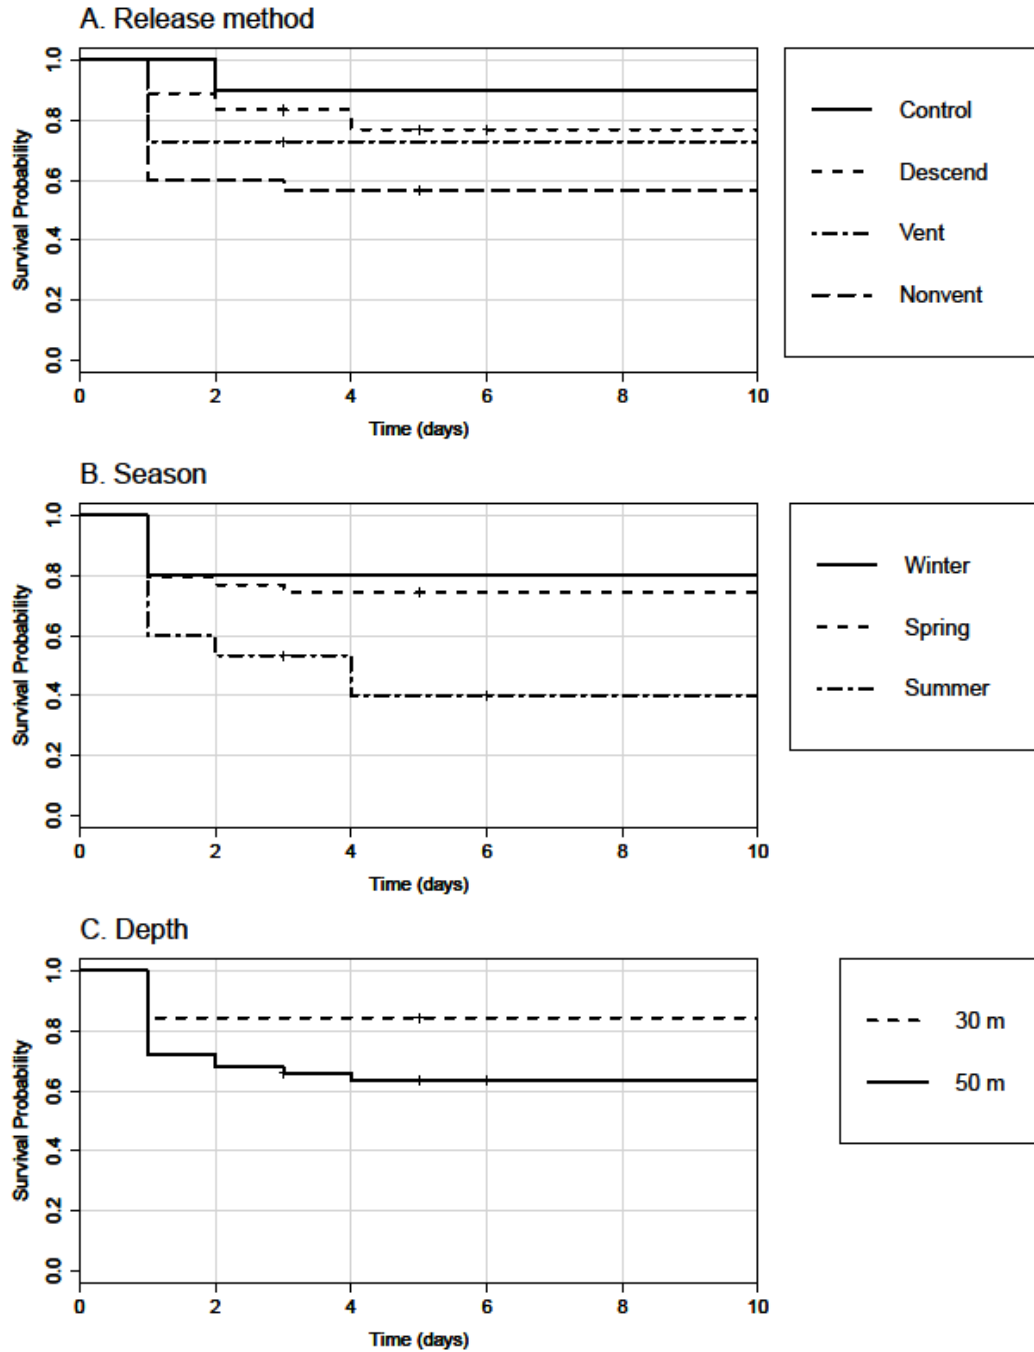 A. Release method
1.0
0.8
0.6
0.4
0.2
0.0
Survival Probability
0 2 4 6 8 10
Time (days)
Control
Descend
Vent
Nonvent
B. Season
1.0
0.8
0.6
0.4
0.2
0.0
Survival Probability
0 2 4 6 8 10
Time (days)
Winter
Spring
Summer
C. Depth
1.0
0.8
0.6
0.4
0.2
0.0
Survival Probability
0 2 4 6 8 10
Time (days)
30 m
50 m